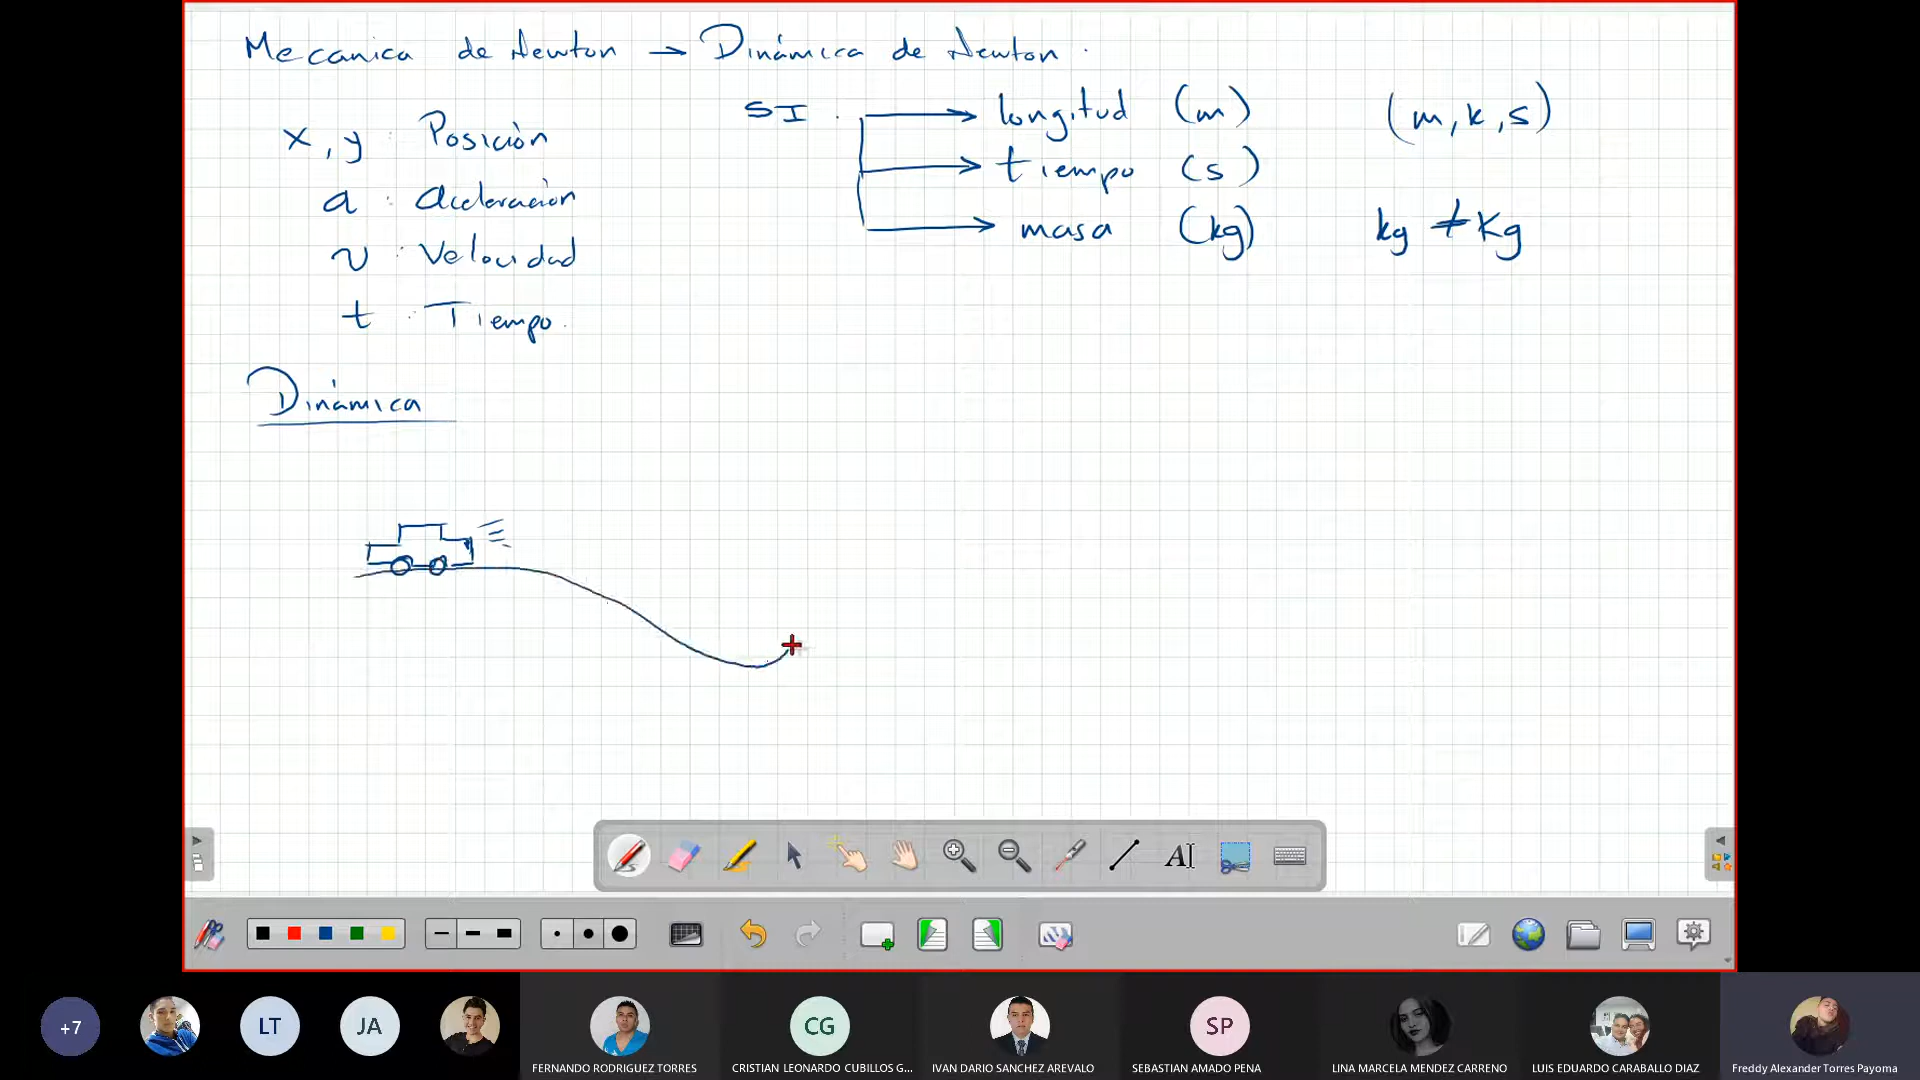 Mecanica de Newton → Dinámica de Newton.
x, y : Posición
a : aceleración
v : Velocidad
t : Tiempo.
SI : → longitud (m)
→ tiempo (s)
→ masa (kg)
(m, k, s)
kg ≠ Kg
Dinámica
AI
+7
LT
JA
FERNANDO RODRIGUEZ TORRES
CG
CRISTIAN LEONARDO CUBILLOS G...
IVAN DARIO SANCHEZ AREVALO
SP
SEBASTIAN AMADO PENA
LINA MARCELA MENDEZ CARRENO
LUIS EDUARDO CARABALLO DIAZ
Freddy Alexander Torres Payoma